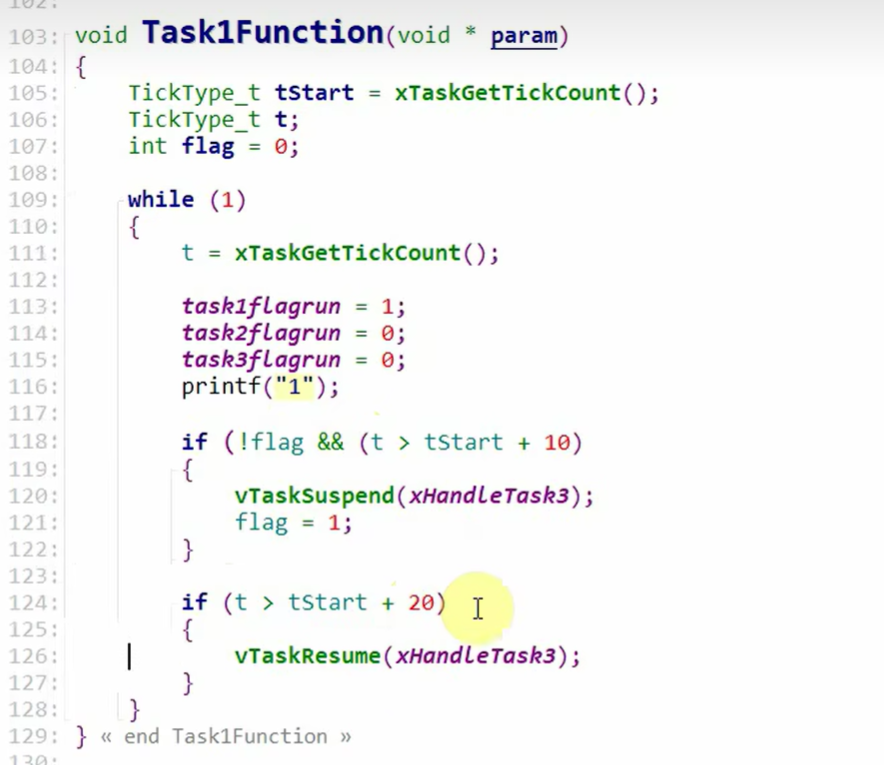 102:
103: void Task1Function(void * param)
104: {
105: TickType_t tStart = xTaskGetTickCount();
106: TickType_t t;
107: int flag = 0;
108:
109: while (1)
110: {
111: t = xTaskGetTickCount();
112:
113: task1flagrun = 1;
114: task2flagrun = 0;
115: task3flagrun = 0;
116: printf("1");
117:
118: if (!flag && (t > tStart + 10)
119: {
120: vTaskSuspend(xHandleTask3);
121: flag = 1;
122: }
123:
124: if (t > tStart + 20)
125: {
126: vTaskResume(xHandleTask3);
127: }
128: }
129: } « end Task1Function »
130: